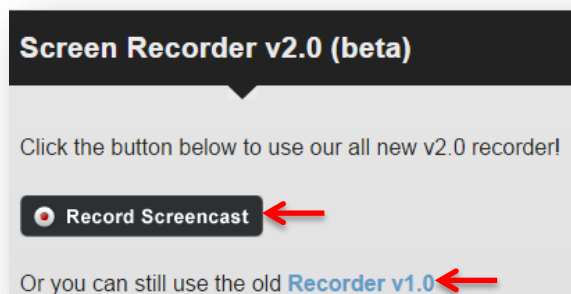 Screen Recorder v2.0 (beta)
Click the button below to use our all new v2.0 recorder!
Record Screencast
Or you can still use the old Recorder v1.0